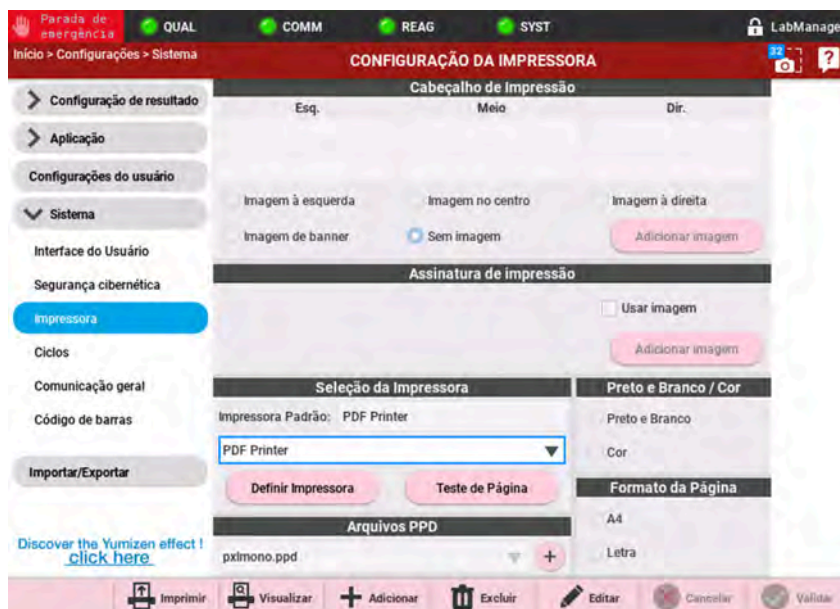 Parada de emergência
QUAL
COMM
REAG
SYST
LabManage
Início > Configurações > Sistema
CONFIGURAÇÃO DA IMPRESSORA
32
?
Configuração de resultado
Aplicação
Configurações do usuário
Sistema
Interface do Usuário
Segurança cibernética
Impressora
Ciclos
Comunicação geral
Código de barras
Importar/Exportar
Discover the Yumizen effect !
click here
Cabeçalho de Impressão
Esq. Meio Dir.
Imagem à esquerda Imagem no centro Imagem à direita
Imagem de banner Sem imagem Adicionar imagem
Assinatura de impressão
Usar imagem
Adicionar imagem
Seleção da Impressora
Impressora Padrão: PDF Printer
PDF Printer
Definir Impressora Teste de Página
Arquivos PPD
pxlmono.ppd
+
Preto e Branco / Cor
Preto e Branco
Cor
Formato da Página
A4
Letra
Imprimir Visualizar Adicionar Excluir Editar Cancelar Validar